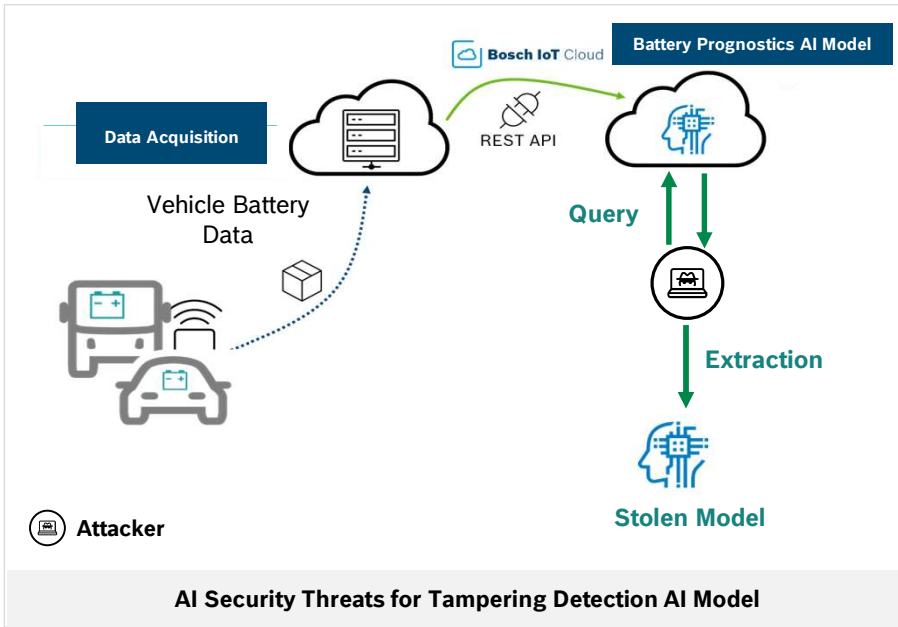 Bosch IoT Cloud
Battery Prognostics AI Model
Data Acquisition
REST API
Vehicle Battery
Data
Query
Extraction
Stolen Model
Attacker
AI Security Threats for Tampering Detection AI Model